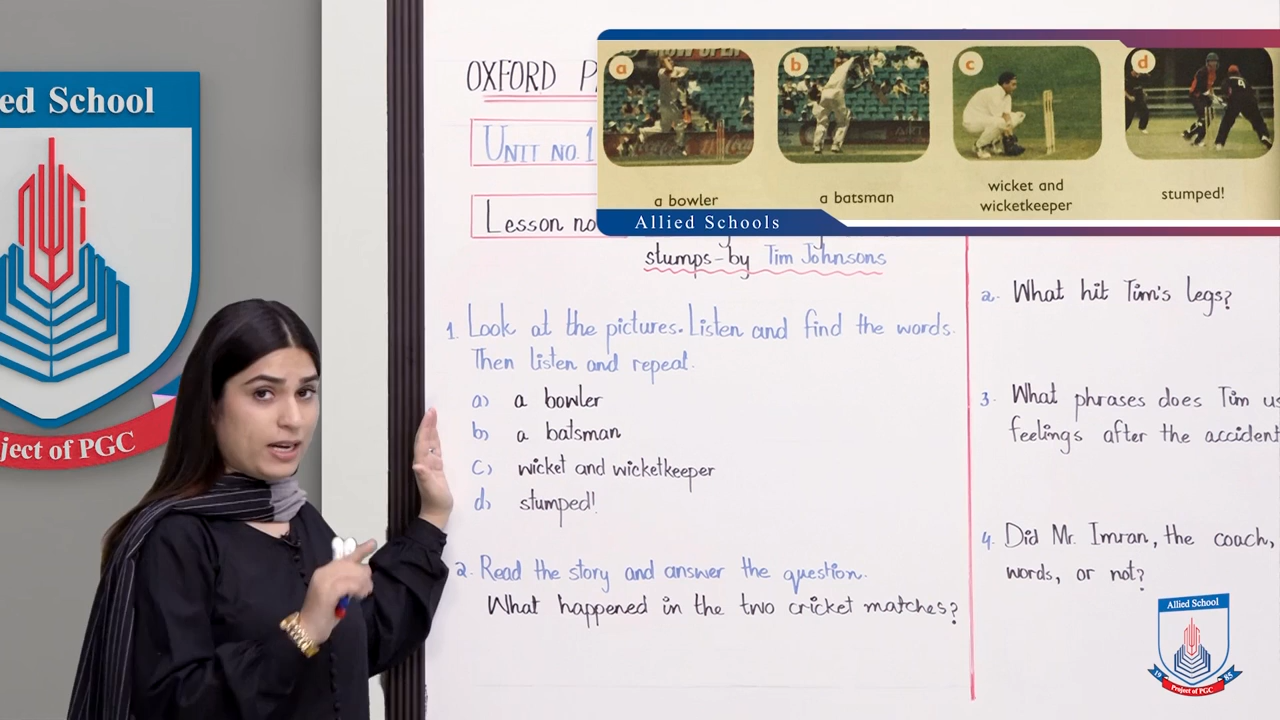 ed School
ject of PGC
OXFORD
UNIT NO. 1
Lesson no
stumps - by Tim Johnsons
1. Look at the pictures. Listen and find the words.
Then listen and repeat.
a) a bowler
b) a batsman
c) wicket and wicketkeeper
d) stumped!
2. Read the story and answer the question.
What happened in the two cricket matches?
a
b
c
d
a bowler
a batsman
wicket and
wicketkeeper
stumped!
Allied Schools
2. What hit Tim's legs?
3. What phrases does Tim us
feelings after the accident
4. Did Mr. Imran, the coach,
words, or not?
Allied School
1985
Project of PGC